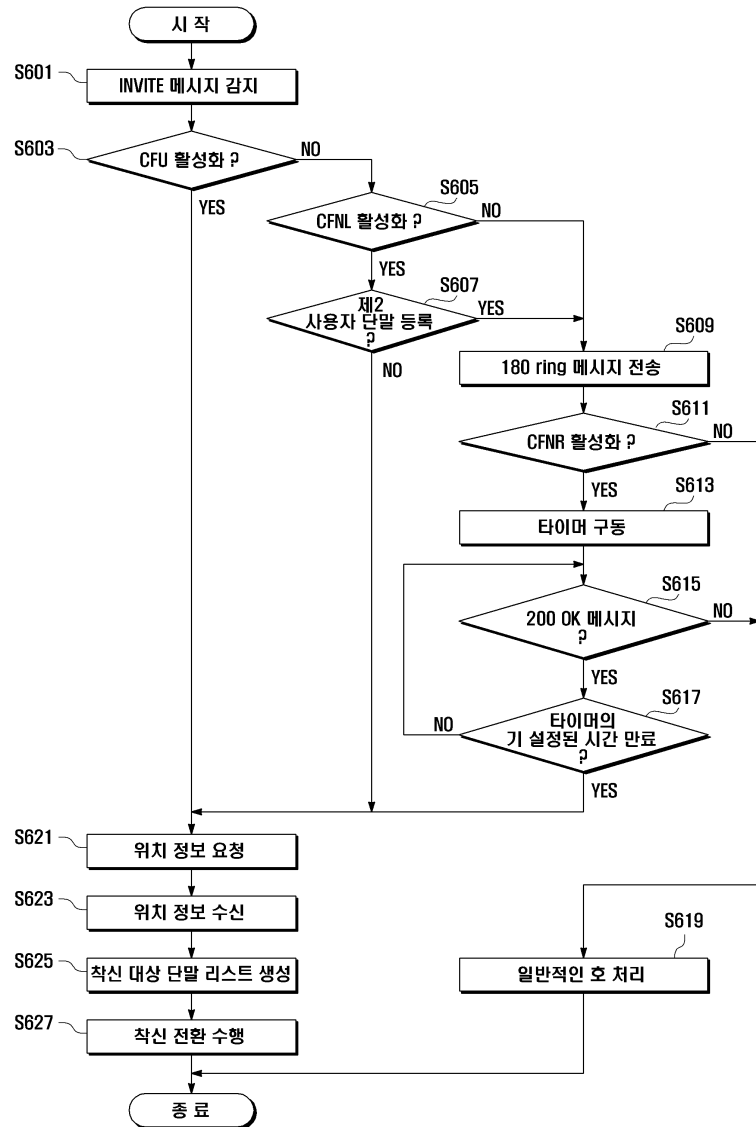 시 작
S601
INVITE 메시지 감지
S603
CFU 활성화 ?
NO
YES
S605
CFNL 활성화 ?
NO
YES
S607
제2
사용자 단말 등록
?
YES
NO
S609
180 ring 메시지 전송
S611
CFNR 활성화 ?
NO
YES
S613
타이머 구동
S615
200 OK 메시지
?
NO
YES
S617
타이머의
기 설정된 시간 만료
?
NO
YES
S621
위치 정보 요청
S623
위치 정보 수신
S619
일반적인 호 처리
S625
착신 대상 단말 리스트 생성
S627
착신 전환 수행
종 료